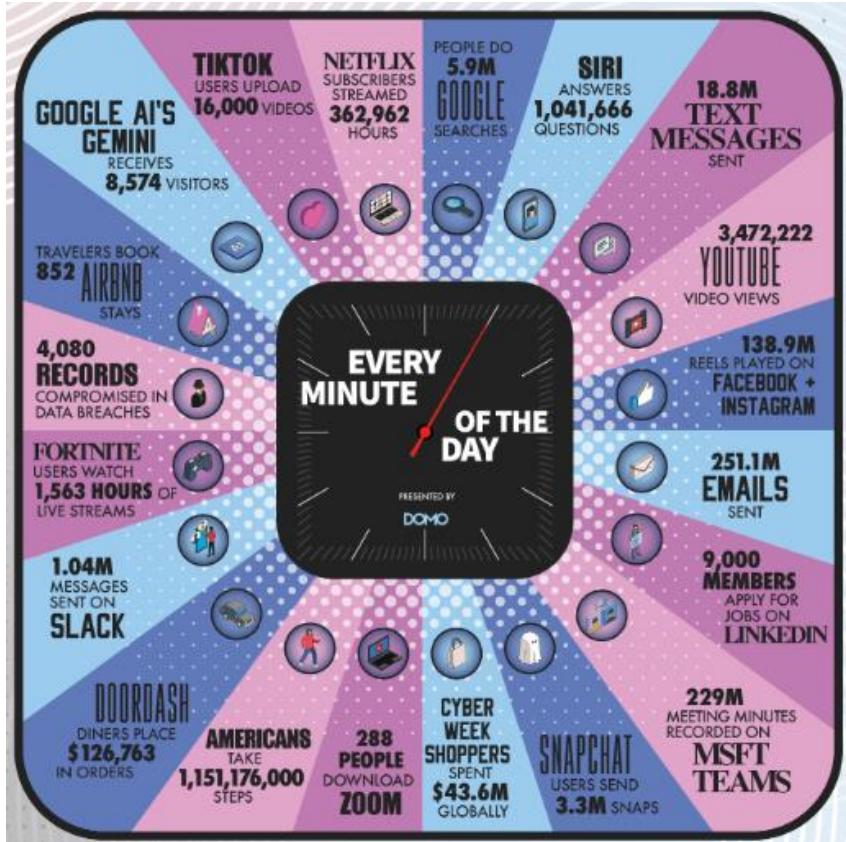 PEOPLE DO
5.9M
GOOGLE
SEARCHES
SIRI
ANSWERS
1,041,666
QUESTIONS
18.8M
TEXT
MESSAGES
SENT
3,472,222
YOUTUBE
VIDEO VIEWS
138.9M
REELS PLAYED ON
FACEBOOK +
INSTAGRAM
251.1M
EMAILS
SENT
9,000
MEMBERS
APPLY FOR
JOBS ON
LINKEDIN
229M
MEETING MINUTES
RECORDED ON
MSFT
TEAMS
SNAPCHAT
USERS SEND
3.3M SNAPS
CYBER
WEEK
SHOPPERS
SPENT
$43.6M
GLOBALLY
288
PEOPLE
DOWNLOAD
ZOOM
AMERICANS
TAKE
1,151,176,000
STEPS
DOORDASH
DINERS PLACE
$126,763
IN ORDERS
1.04M
MESSAGES
SENT ON
SLACK
FORTNITE
USERS WATCH
1,563 HOURS OF
LIVE STREAMS
4,080
RECORDS
COMPROMISED IN
DATA BREACHES
TRAVELERS BOOK
852 AIRBNB
STAYS
GOOGLE AI'S
GEMINI
RECEIVES
8,574 VISITORS
TIKTOK
USERS UPLOAD
16,000 VIDEOS
NETFLIX
SUBSCRIBERS
STREAMED
362,962
HOURS
EVERY
MINUTE
OF THE
DAY
PRESENTED BY
DOMO